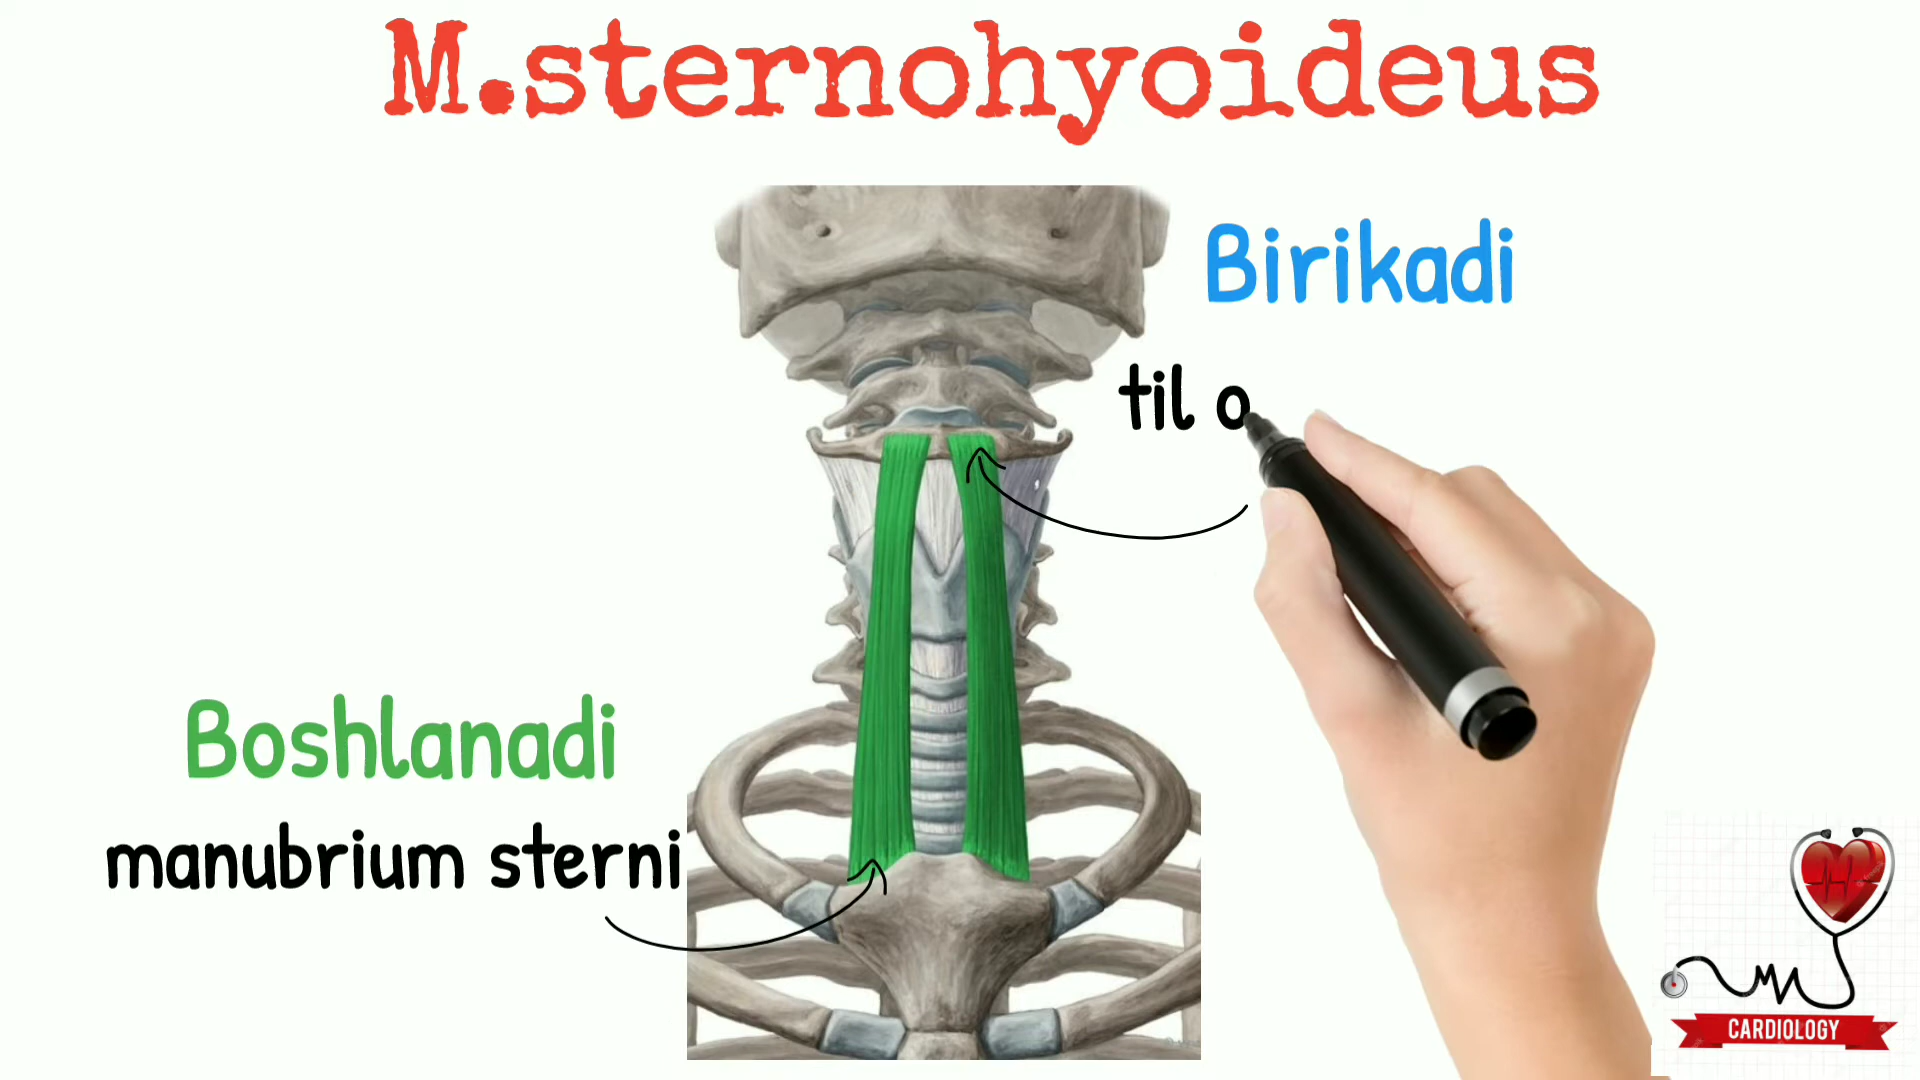 M.sternohyoideus
Birikadi
til o
Boshlanadi
manubrium sterni
CARDIOLOGY